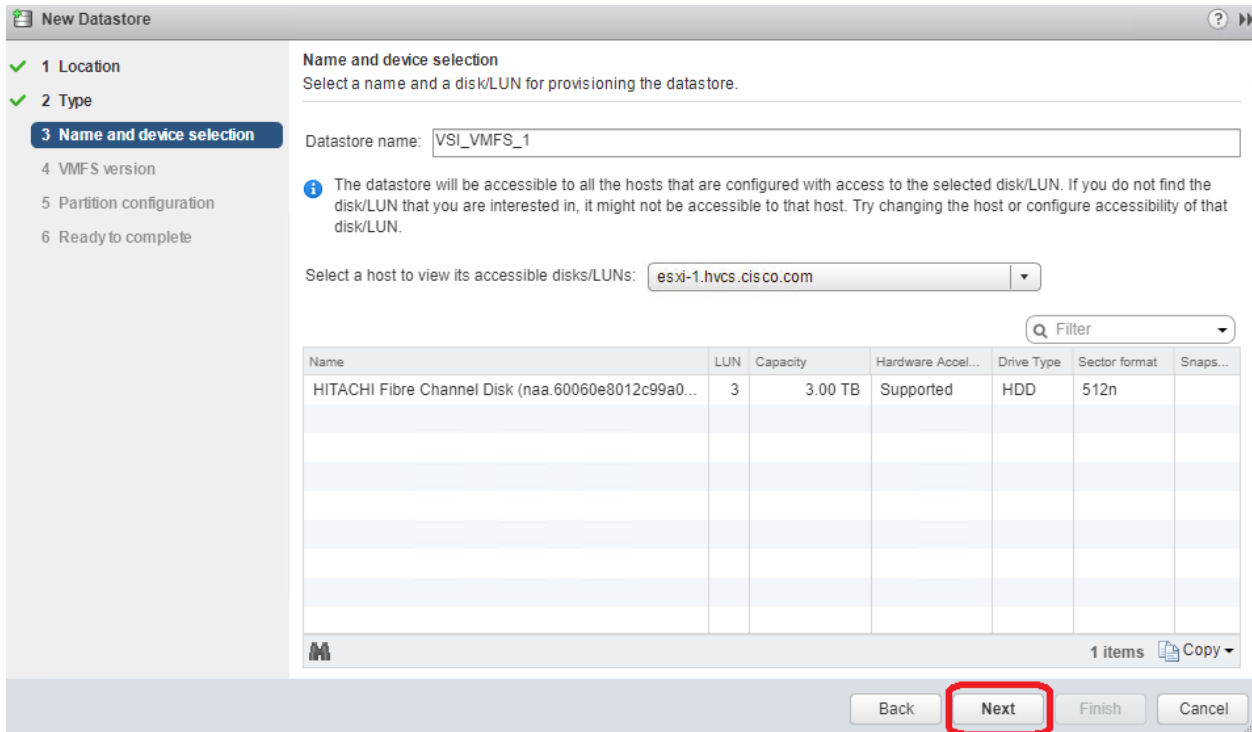 New Datastore
1 Location
2 Type
3 Name and device selection
4 VMFS version
5 Partition configuration
6 Ready to complete
Name and device selection
Select a name and a disk/LUN for provisioning the datastore.
Datastore name: VSI_VMFS_1
The datastore will be accessible to all the hosts that are configured with access to the selected disk/LUN. If you do not find the
disk/LUN that you are interested in, it might not be accessible to that host. Try changing the host or configure accessibility of that
disk/LUN.
Select a host to view its accessible disks/LUNs: esxi-1.hvcs.cisco.com
Filter
Name LUN Capacity Hardware Accel... Drive Type Sector format Snaps...
HITACHI Fibre Channel Disk (naa.60060e8012c99a0... 3 3.00 TB Supported HDD 512n
1 items Copy
Back Next Finish Cancel